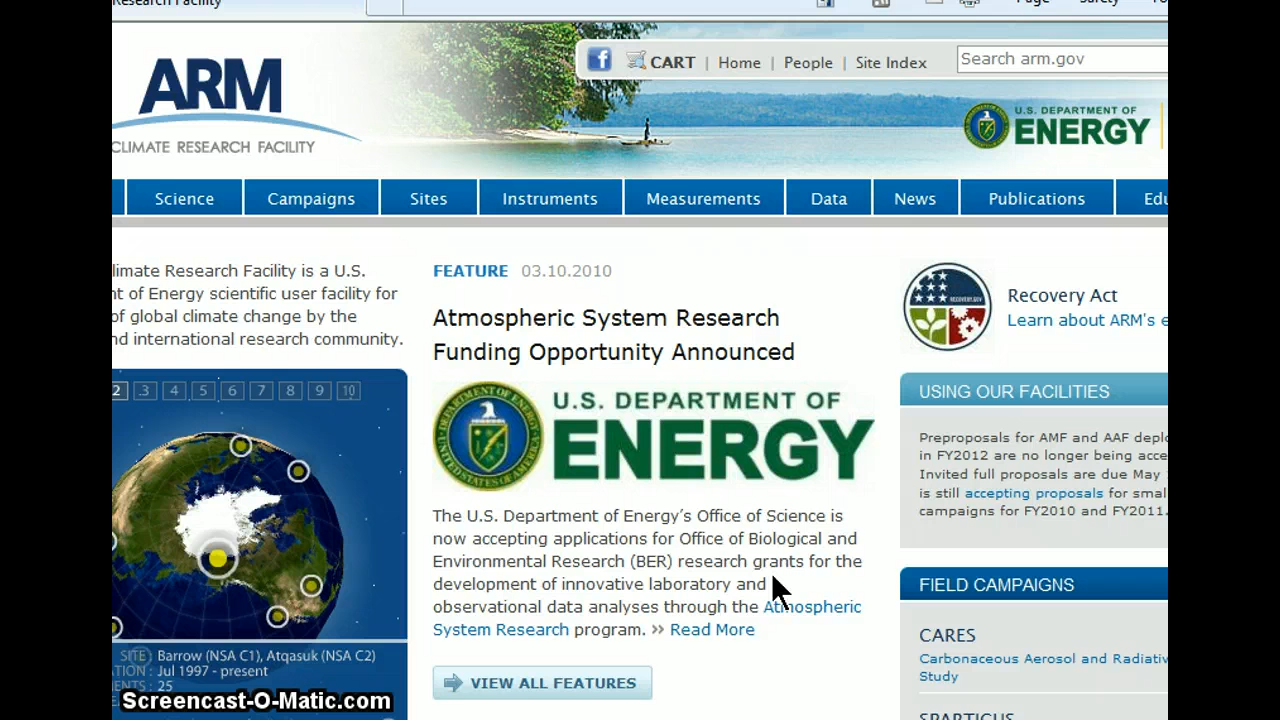 Research Facility
Page Safety
ARM
CLIMATE RESEARCH FACILITY
CART | Home | People | Site Index
Search arm.gov
U.S. DEPARTMENT OF
ENERGY
Science
Campaigns
Sites
Instruments
Measurements
Data
News
Publications
Edu
limate Research Facility is a U.S.
nt of Energy scientific user facility for
of global climate change by the
nd international research community.
2 3 4 5 6 7 8 9 10
SITE: Barrow (NSA C1), Atqasuk (NSA C2)
ATION: Jul 1997 - present
MENTS: 25
Screencast-O-Matic.com
FEATURE 03.10.2010
Atmospheric System Research
Funding Opportunity Announced
U.S. DEPARTMENT OF
ENERGY
The U.S. Department of Energy's Office of Science is
now accepting applications for Office of Biological and
Environmental Research (BER) research grants for the
development of innovative laboratory and
observational data analyses through the Atmospheric
System Research program. >> Read More
VIEW ALL FEATURES
RECOVERY.GOV
Recovery Act
Learn about ARM's e
USING OUR FACILITIES
Preproposals for AMF and AAF deplo
in FY2012 are no longer being acce
Invited full proposals are due May
is still accepting proposals for smal
campaigns for FY2010 and FY2011.
FIELD CAMPAIGNS
CARES
Carbonaceous Aerosol and Radiativ
Study
SPARTICUS